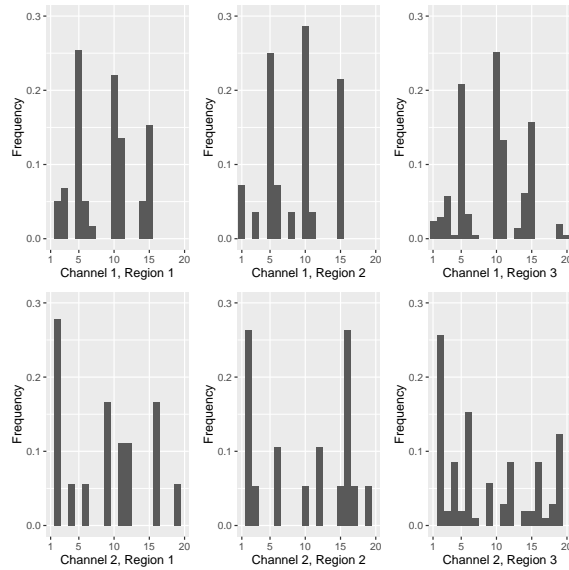 0.3
0.2
0.1
0.0
Frequency
1 5 10 15 20
Channel 1, Region 1
0.3
0.2
0.1
0.0
Frequency
1 5 10 15 20
Channel 1, Region 2
0.3
0.2
0.1
0.0
Frequency
1 5 10 15 20
Channel 1, Region 3
0.3
0.2
0.1
0.0
Frequency
1 5 10 15 20
Channel 2, Region 1
0.3
0.2
0.1
0.0
Frequency
1 5 10 15 20
Channel 2, Region 2
0.3
0.2
0.1
0.0
Frequency
1 5 10 15 20
Channel 2, Region 3